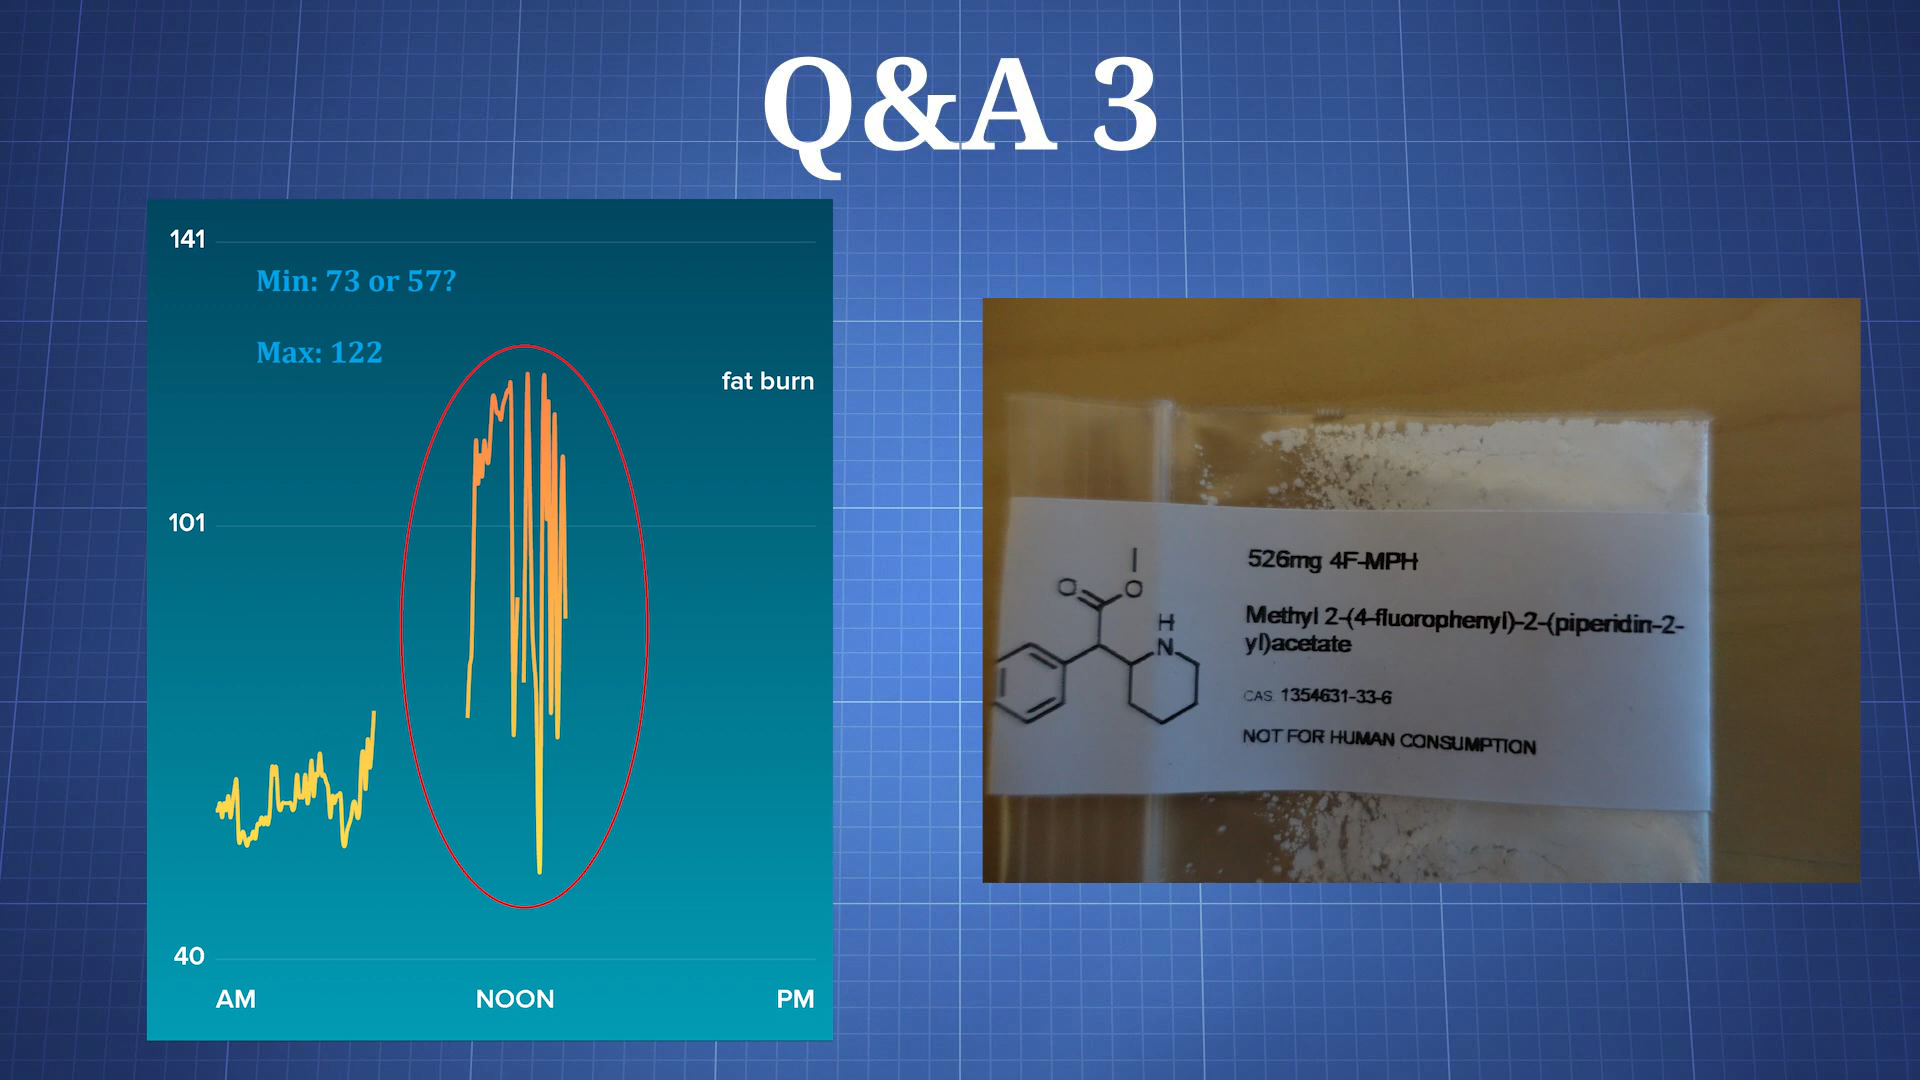 Q&A 3
141
Min: 73 or 57?
Max: 122
fat burn
101
40
AM NOON PM
526mg 4F-MPH
Methyl 2-(4-fluorophenyl)-2-(piperidin-2-
yl)acetate
CAS: 1354631-33-6
NOT FOR HUMAN CONSUMPTION
O
O
H
N